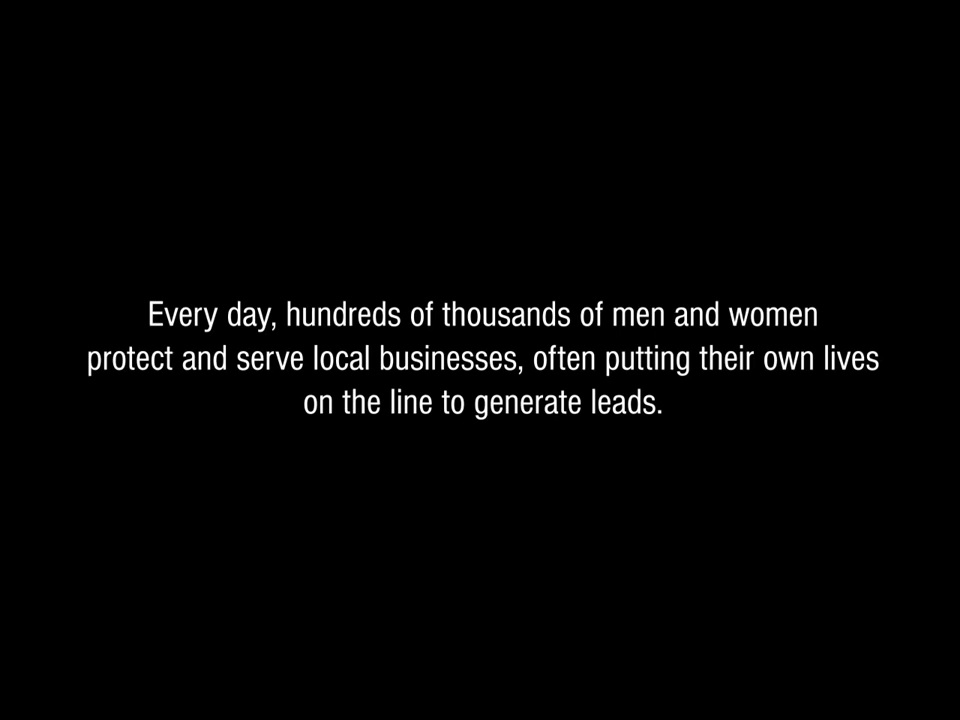 Every day, hundreds of thousands of men and women
protect and serve local businesses, often putting their own lives
on the line to generate leads.